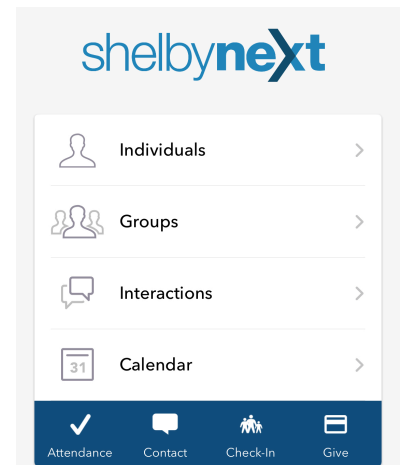 shelbynext
Individuals
Groups
Interactions
31
Calendar
Attendance Contact Check-In Give